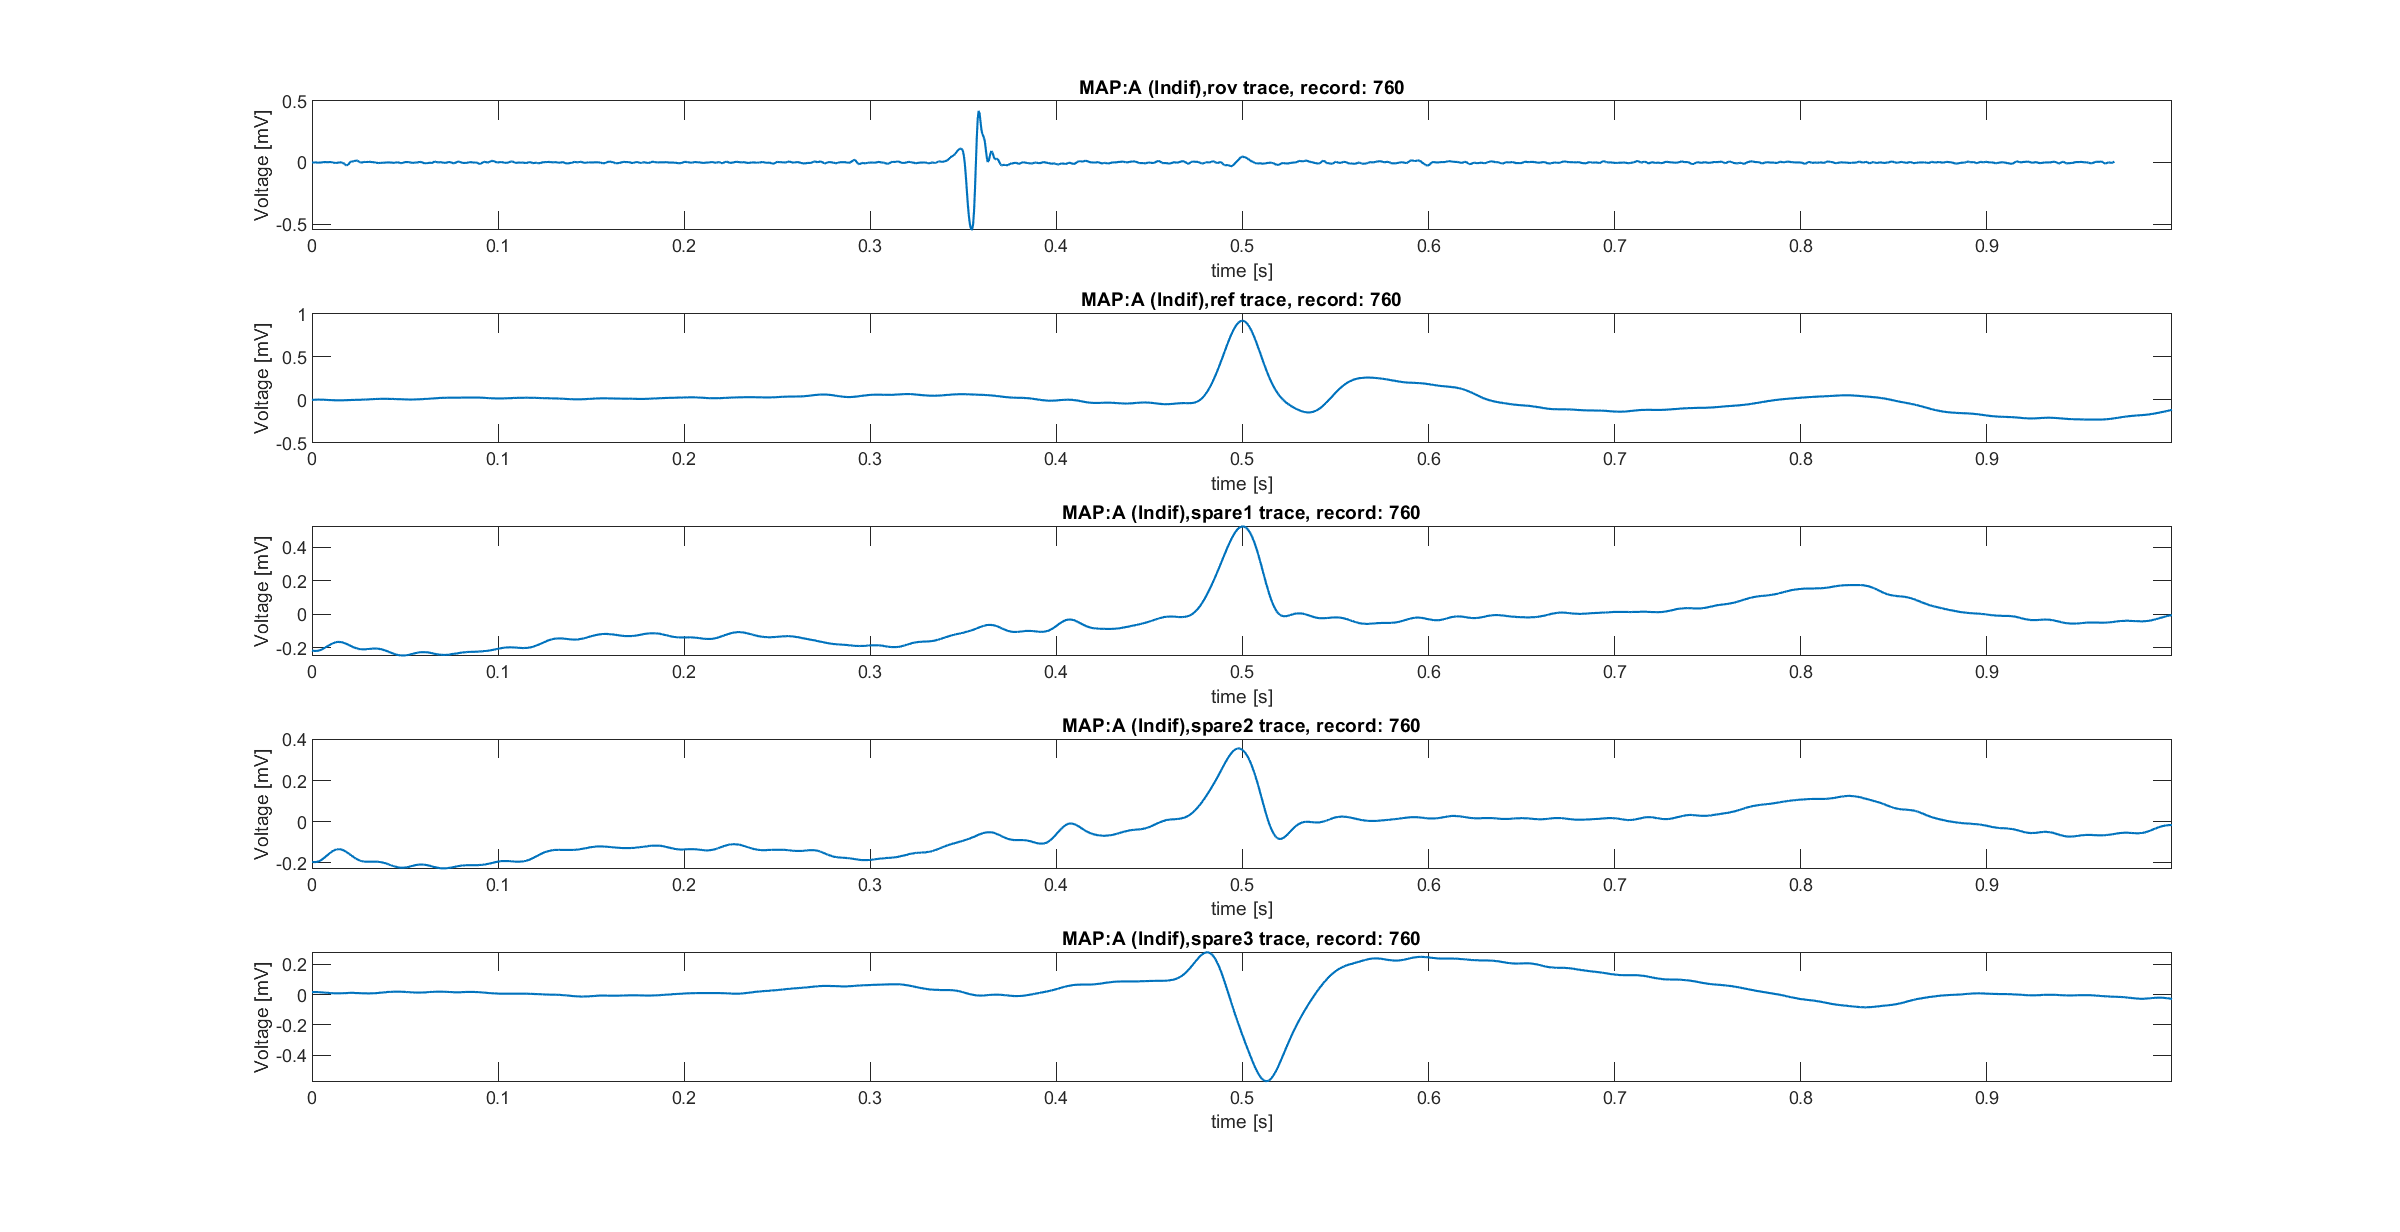 MAP:A (Indif),rov trace, record: 760
Voltage [mV]
0.5
0
-0.5
0 0.1 0.2 0.3 0.4 0.5 0.6 0.7 0.8 0.9
time [s]
MAP:A (Indif),ref trace, record: 760
Voltage [mV]
1
0.5
0
-0.5
0 0.1 0.2 0.3 0.4 0.5 0.6 0.7 0.8 0.9
time [s]
MAP:A (Indif),spare1 trace, record: 760
Voltage [mV]
0.4
0.2
0
-0.2
0 0.1 0.2 0.3 0.4 0.5 0.6 0.7 0.8 0.9
time [s]
MAP:A (Indif),spare2 trace, record: 760
Voltage [mV]
0.4
0.2
0
-0.2
0 0.1 0.2 0.3 0.4 0.5 0.6 0.7 0.8 0.9
time [s]
MAP:A (Indif),spare3 trace, record: 760
Voltage [mV]
0.2
0
-0.2
-0.4
0 0.1 0.2 0.3 0.4 0.5 0.6 0.7 0.8 0.9
time [s]